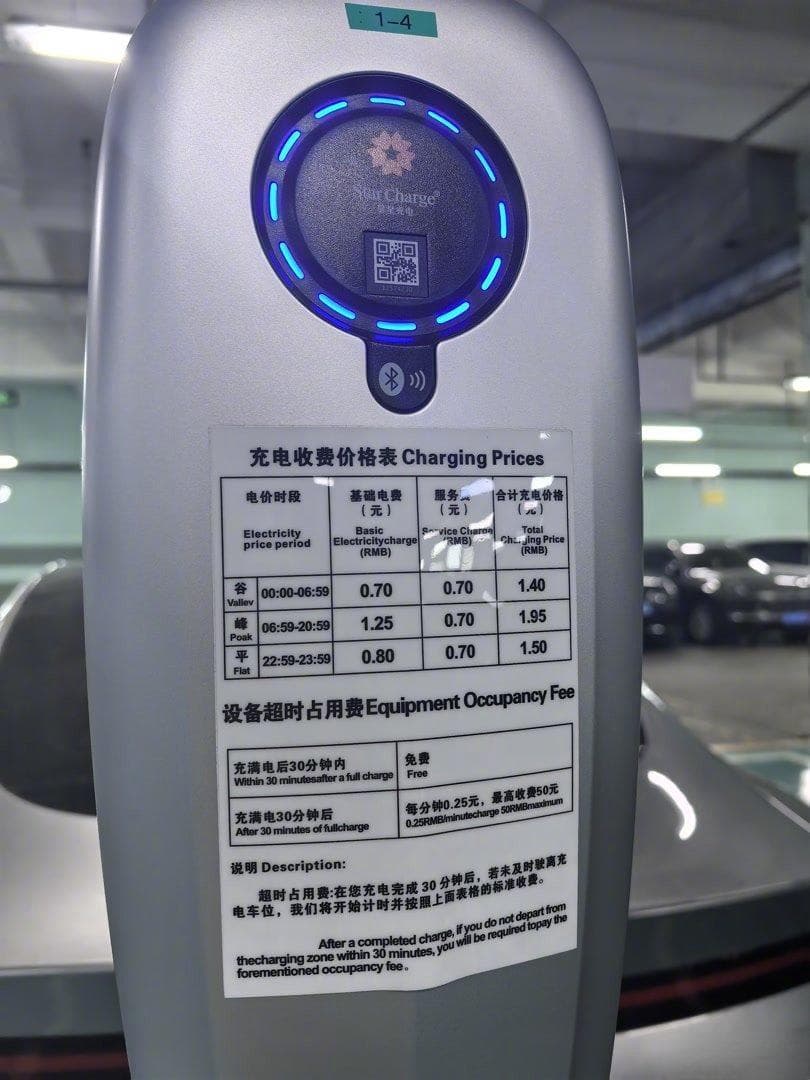 1-4
Star Charge®
充电收费价格表 Charging Prices
电价时段
Electricity
price period
基础电费
（元）
Basic
Electricitycharge
(RMB)
服务费
（元）
Service Charge
(RMB)
合计充电价格
（元）
Total
Charging Price
(RMB)
谷
Valiev
00:00-06:59
0.70
0.70
1.40
峰
Poak
06:59-20:59
1.25
0.70
1.95
平
Flat
22:59-23:59
0.80
0.70
1.50
设备超时占用费Equipment Occupancy Fee
充满电后30分钟内
Within 30 minutesafter a full charge
免费
Free
充满电30分钟后
After 30 minutes of fullcharge
每分钟0.25元，最高收费50元
0.25RMB/minutecharge 50RMBmaximum
说明 Description:
超时占用费:在您充电完成 30 分钟后，若未及时驶离充
电车位，我们将开始计时并按照上面表格的标准收费。
After a completed charge, if you do not depart from
thecharging zone within 30 minutes, you will be required topay the
forementioned occupancy fee。